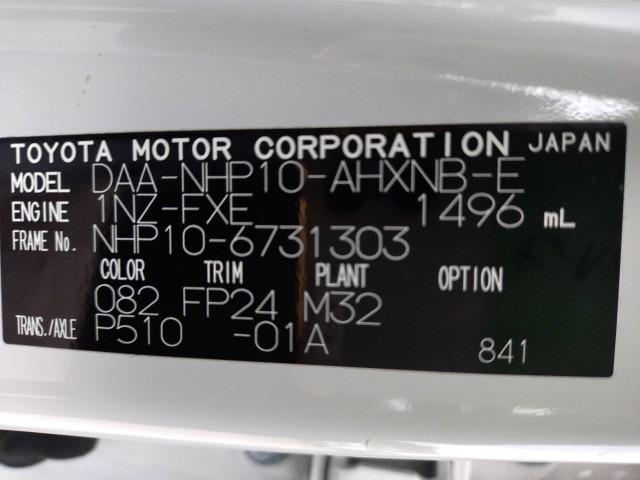 TOYOTA MOTOR CORPORATION JAPAN
MODEL DAA-NHP10-AHXNB-E
ENGINE 1NZ-FXE 1496 mL
FRAME No. NHP10-6731303
COLOR TRIM PLANT OPTION
082 FP24 M32
TRANS./AXLE P510 -01A
841